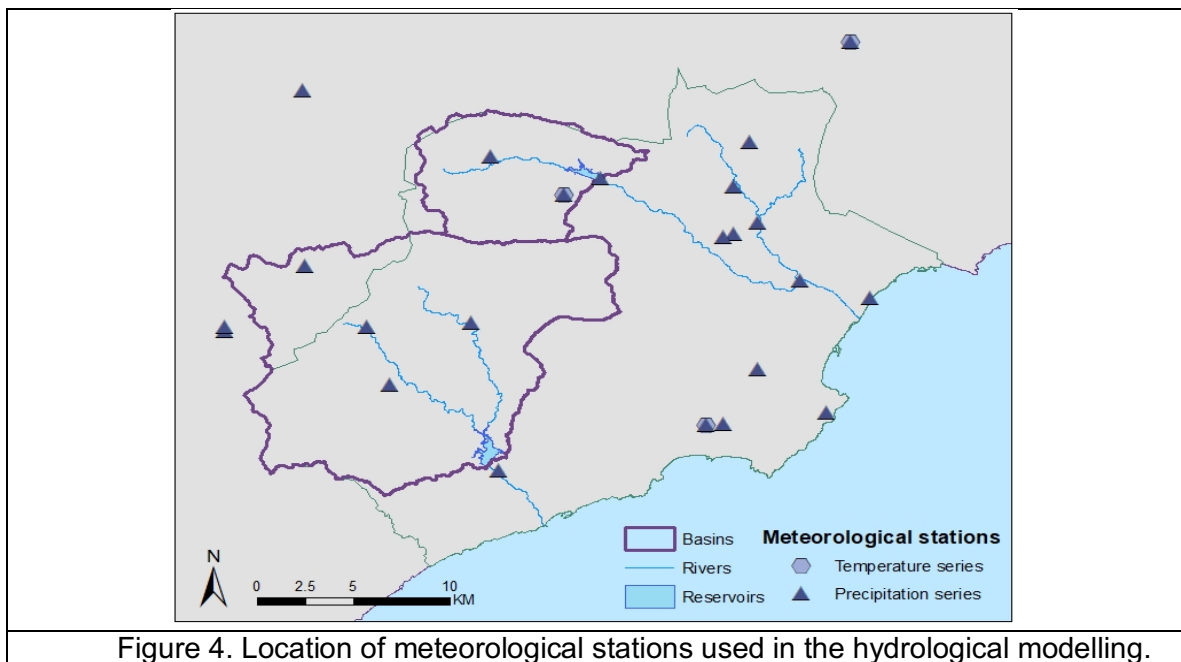 Basins
Rivers
Reservoirs
Meteorological stations
Temperature series
Precipitation series
N
0 2.5 5 10
KM
Figure 4. Location of meteorological stations used in the hydrological modelling.